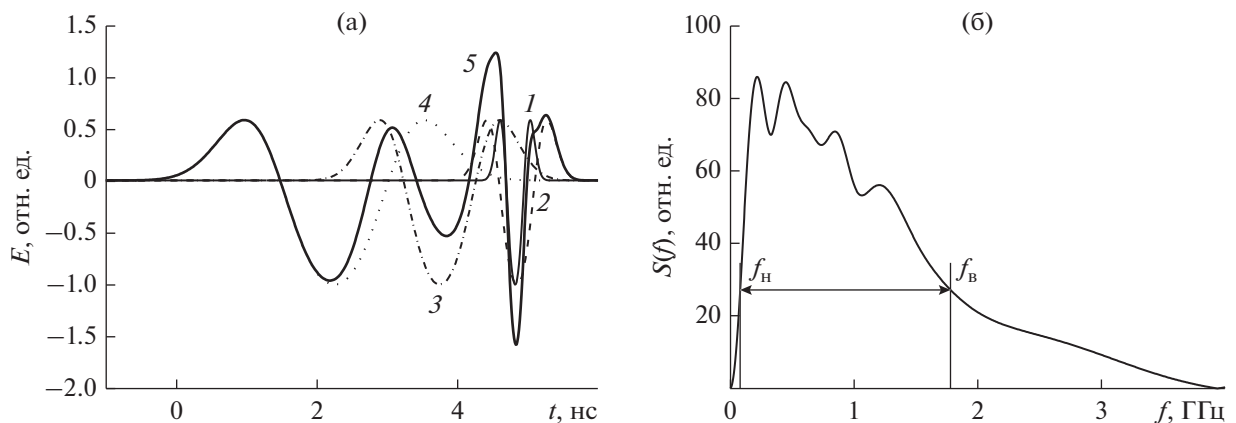 (а)
E, отн. ед.
1.5
1.0
0.5
0
−0.5
−1.0
−1.5
−2.0
5
4
1
2
3
0 2 4 t, нс
(б)
S(f), отн. ед.
100
80
60
40
20
fн
fв
0 1 2 3 f, ГГц